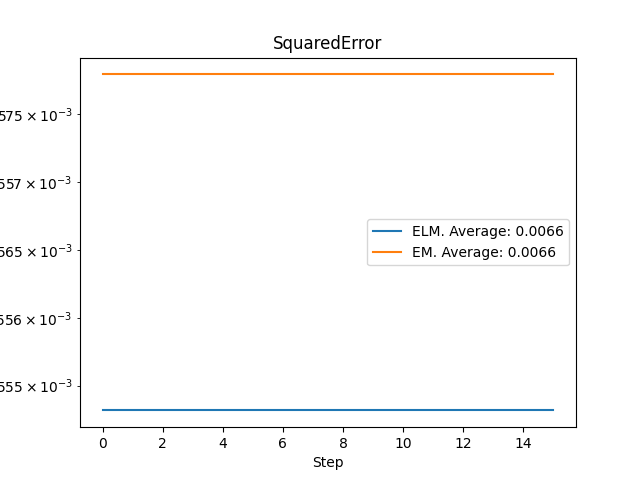 SquaredError
575 × 10⁻³
557 × 10⁻³
565 × 10⁻³
556 × 10⁻³
555 × 10⁻³
ELM. Average: 0.0066
EM. Average: 0.0066
0 2 4 6 8 10 12 14
Step